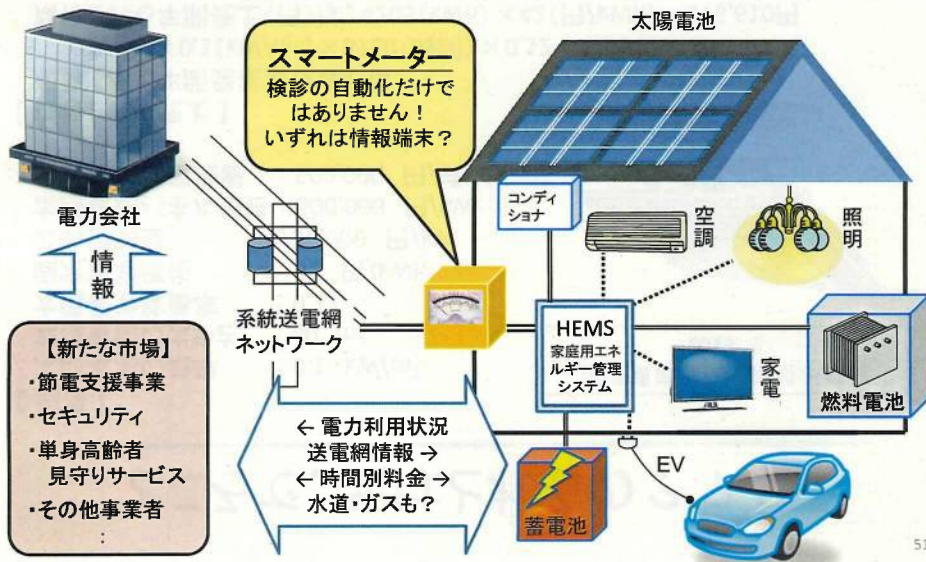 太陽電池
スマートメーター
検診の自動化だけで
はありません！
いずれは情報端末？
電力会社
情報
コンディ
ショナ
空調
照明
系統送電網
ネットワーク
HEMS
家庭用エネ
ルギー管理
システム
家電
燃料電池
【新たな市場】
・節電支援事業
・セキュリティ
・単身高齢者
見守りサービス
・その他事業者
：
← 電力利用状況
送電網情報 →
← 時間別料金 →
水道・ガスも？
蓄電池
EV
51